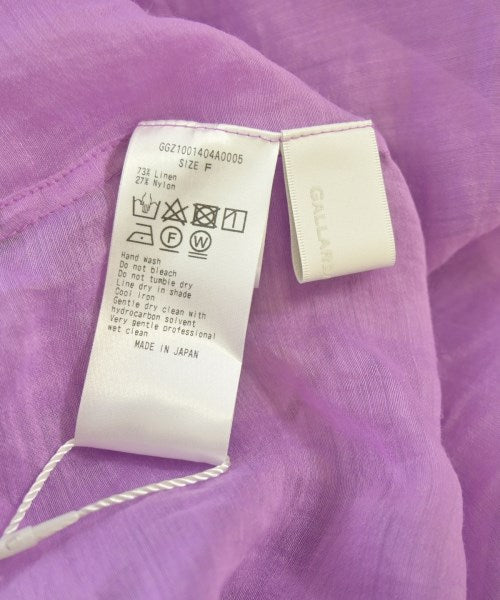 GGZ1001404A0005
SIZE F
73% Linen
27% Nylon
F
W
Hand wash
Do not bleach
Do not tumble dry
Line dry in shade
Cool iron
Gentle dry clean with
hydrocarbon solvent
Very gentle professional
wet clean
MADE IN JAPAN